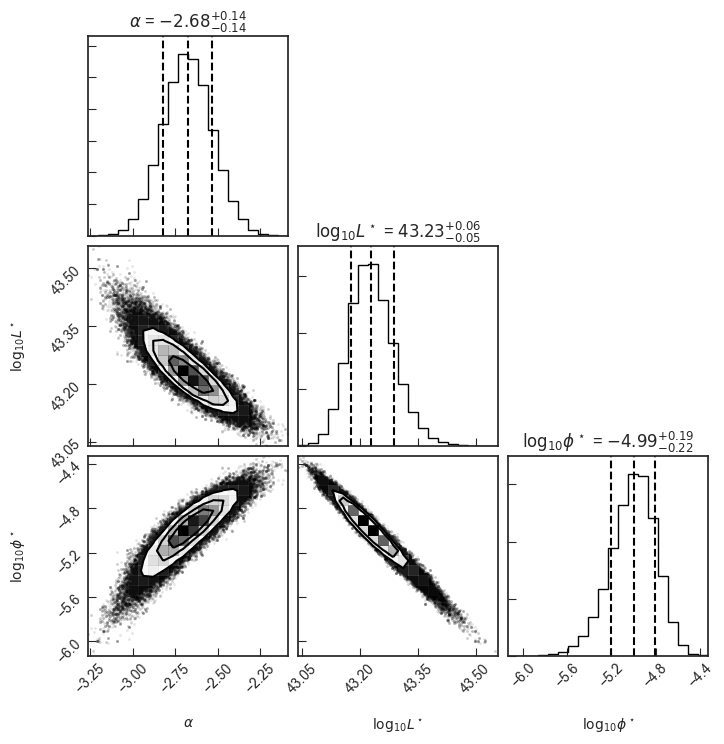 α = −2.68+0.14−0.14
log10L⋆ = 43.23+0.06−0.05
43.50
43.35
43.20
43.05
log10L⋆
log10ϕ⋆ = −4.99+0.19−0.22
−4.4
−4.8
−5.2
−5.6
−6.0
log10ϕ⋆
−3.25 −3.00 −2.75 −2.50 −2.25
43.05 43.20 43.35 43.50
−6.0 −5.6 −5.2 −4.8 −4.4
α
log10L⋆
log10ϕ⋆